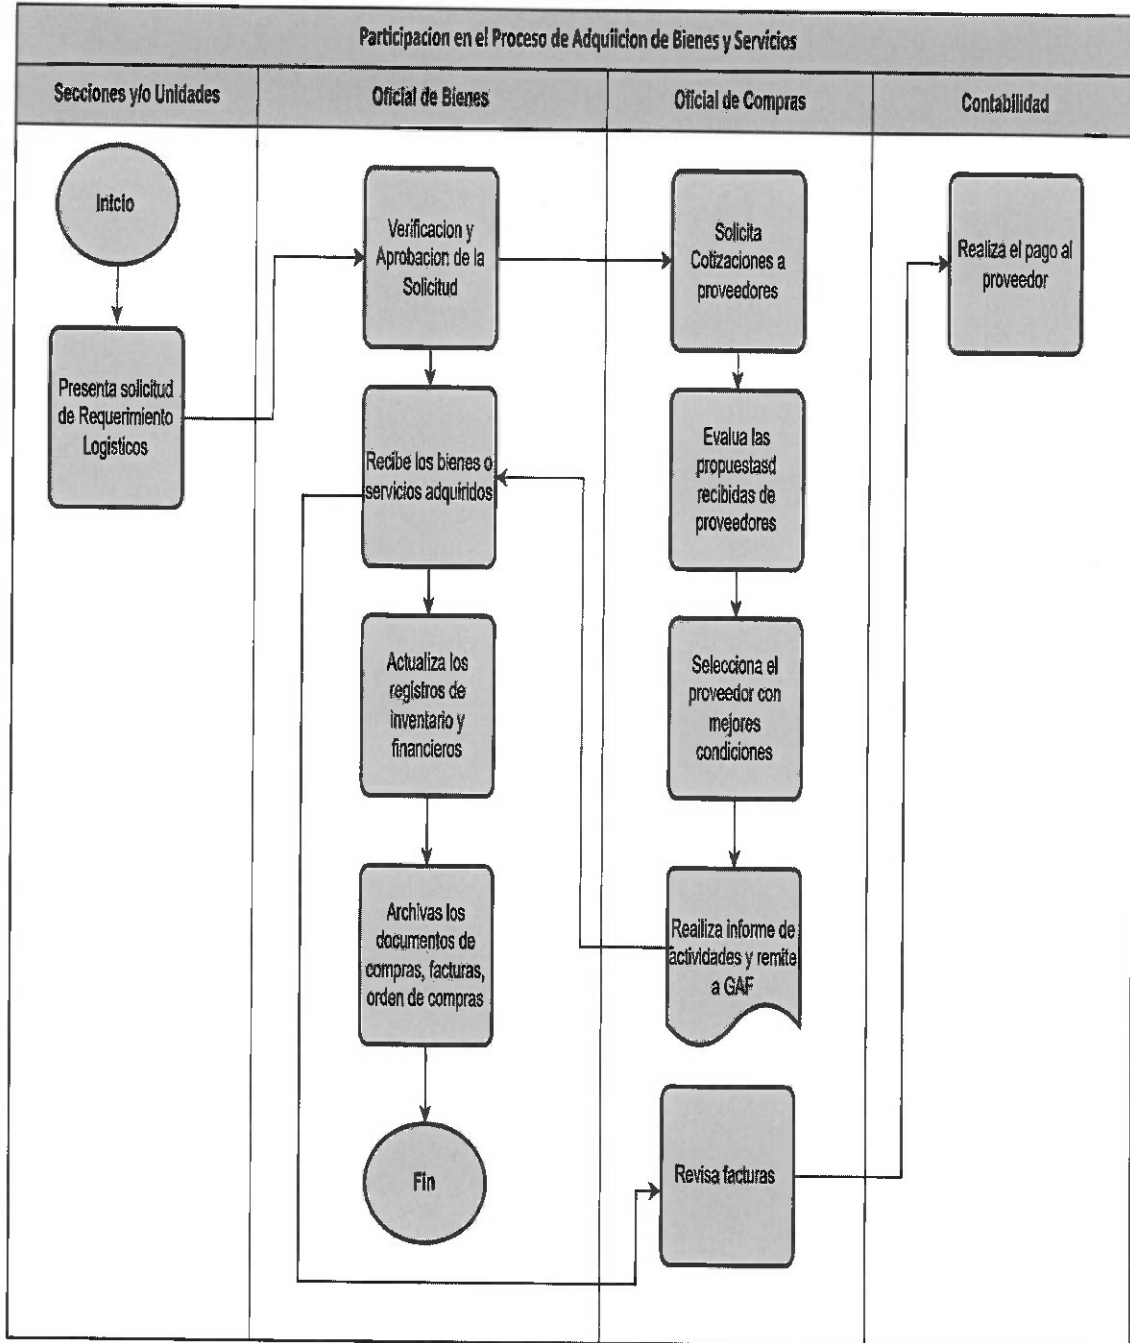 Participacion en el Proceso de Adquiicion de Bienes y Servicios
Secciones y/o Unidades
Oficial de Bienes
Oficial de Compras
Contabilidad
Inicio
Presenta solicitud
de Requerimiento
Logisticos
Verificacion y
Aprobacion de la
Solicitud
Recibe los bienes o
servicios adquiridos
Actualiza los
registros de
inventario y
financieros
Archivas los
documentos de
compras, facturas,
orden de compras
Fin
Solicita
Cotizaciones a
proveedores
Evalua las
propuestasd
recibidas de
proveedores
Selecciona el
proveedor con
mejores
condiciones
Reailiza informe de
actividades y remite
a GAF
Revisa facturas
Realiza el pago al
proveedor